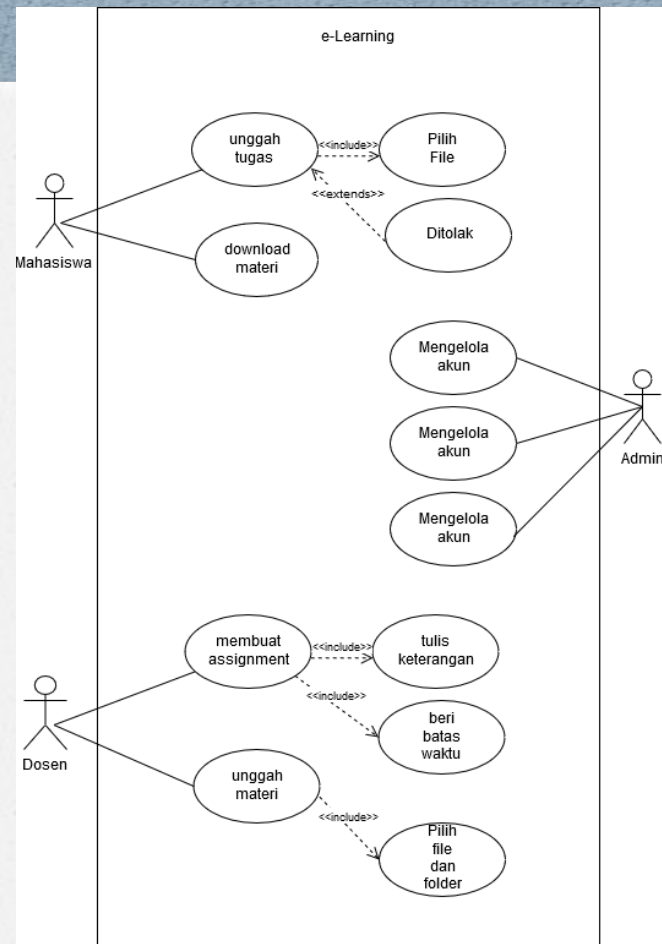 e-Learning
unggah
tugas
<<include>>
Pilih
File
<<extends>>
Ditolak
download
materi
Mahasiswa
Mengelola
akun
Mengelola
akun
Mengelola
akun
Admin
membuat
assignment
<<include>>
tulis
keterangan
<<include>>
beri
batas
waktu
Dosen
unggah
materi
<<include>>
Pilih
file
dan
folder